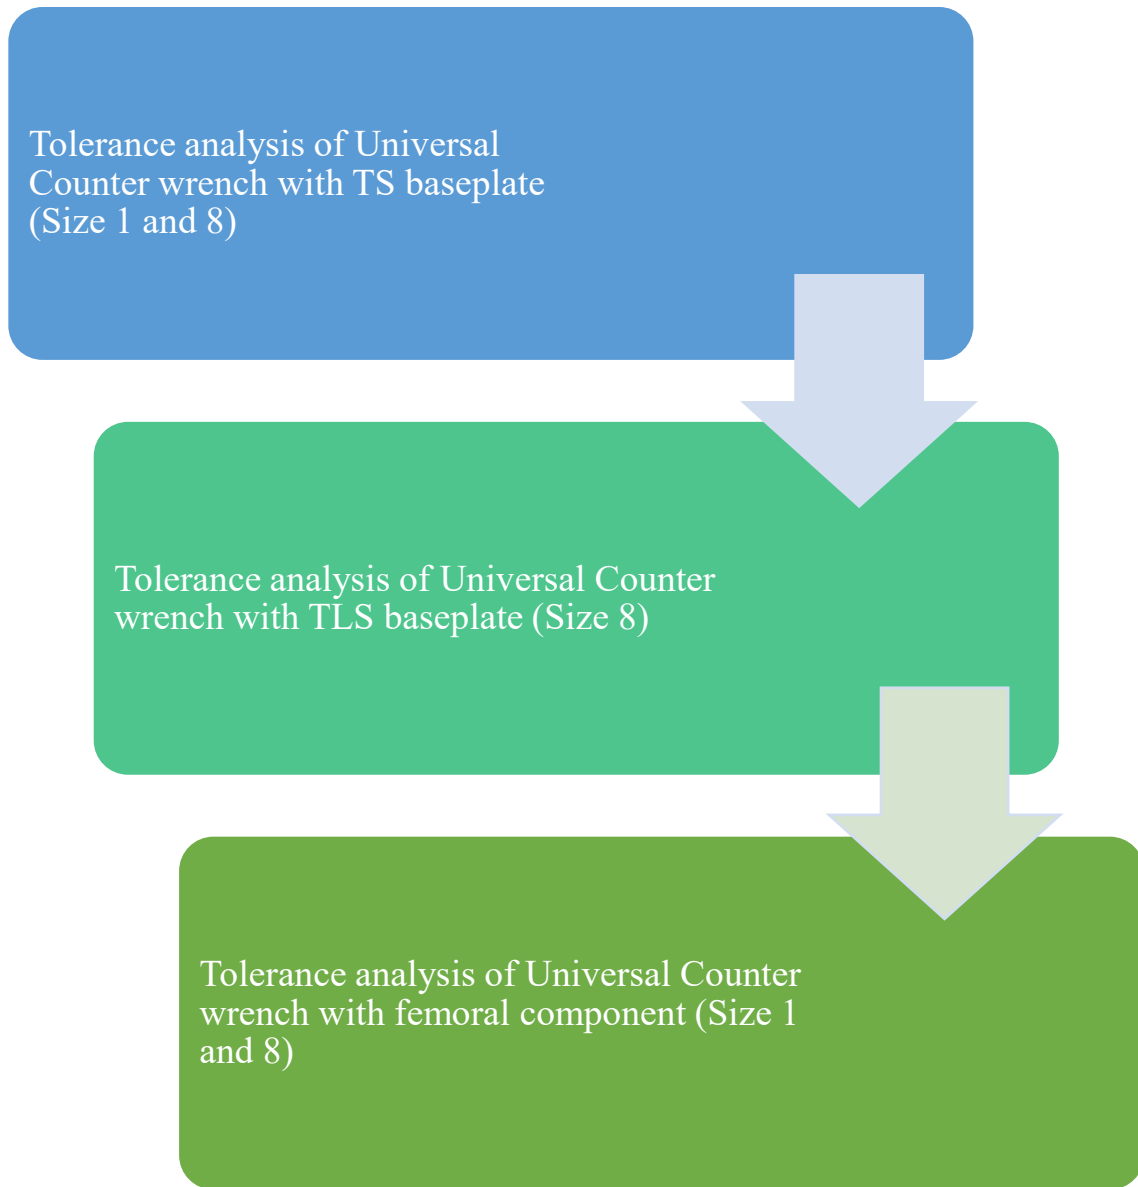 Tolerance analysis of Universal
Counter wrench with TS baseplate
(Size 1 and 8)
Tolerance analysis of Universal Counter
wrench with TLS baseplate (Size 8)
Tolerance analysis of Universal Counter
wrench with femoral component (Size 1
and 8)